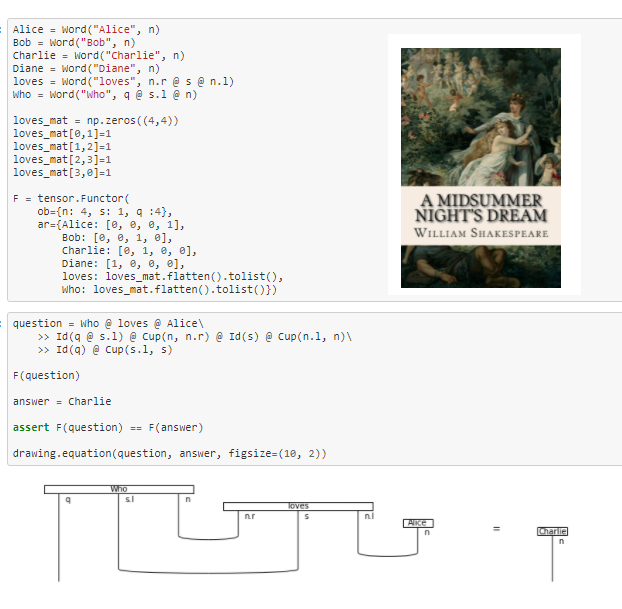 Alice = Word("Alice", n)
Bob = Word("Bob", n)
Charlie = Word("Charlie", n)
Diane = Word("Diane", n)
loves = Word("loves", n.r @ s @ n.l)
Who = Word("Who", q @ s.l @ n)
loves_mat = np.zeros((4,4))
loves_mat[0,1]=1
loves_mat[1,2]=1
loves_mat[2,3]=1
loves_mat[3,0]=1
F = tensor.Functor(
ob={n: 4, s: 1, q :4},
ar={Alice: [0, 0, 0, 1],
Bob: [0, 0, 1, 0],
Charlie: [0, 1, 0, 0],
Diane: [1, 0, 0, 0],
loves: loves_mat.flatten().tolist(),
Who: loves_mat.flatten().tolist()})
A MIDSUMMER
NIGHT'S DREAM
WILLIAM SHAKESPEARE
question = Who @ loves @ Alice\
>> Id(q @ s.l) @ Cup(n, n.r) @ Id(s) @ Cup(n.l, n)\
>> Id(q) @ Cup(s.l, s)
F(question)
answer = Charlie
assert F(question) == F(answer)
drawing.equation(question, answer, figsize=(10, 2))
Who
q s.l n
loves
n.r s n.l
Alice
n
=
Charlie
n